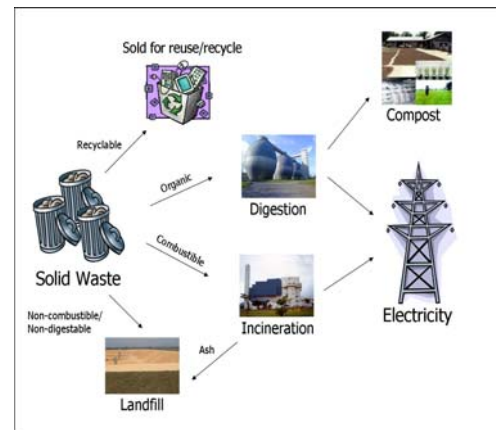 Sold for reuse/recycle
Compost
Recyclable
Organic
Digestion
Combustible
Solid Waste
Electricity
Incineration
Non-combustible/
Non-digestable
Ash
Landfill